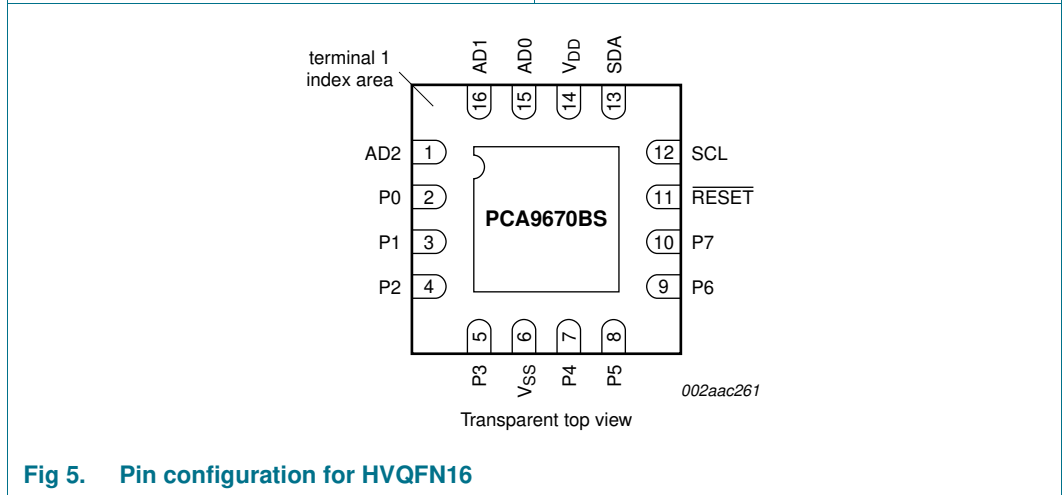 terminal 1
index area
AD1
AD0
VDD
SDA
16
15
14
13
AD2 1
12 SCL
P0 2
11 RESET
P1 3
10 P7
P2 4
9 P6
PCA9670BS
5
6
7
8
P3
VSS
P4
P5
002aac261
Transparent top view
Fig 5. Pin configuration for HVQFN16